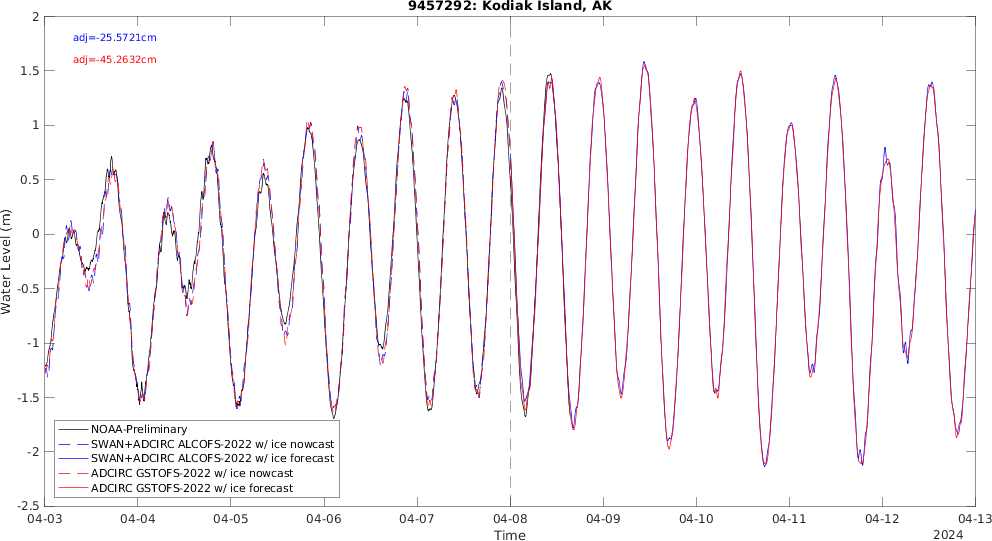 9457292: Kodiak Island, AK
adj=-25.5721cm
adj=-45.2632cm
2
1.5
1
0.5
0
-0.5
-1
-1.5
-2
-2.5
Water Level (m)
NOAA-Preliminary
SWAN+ADCIRC ALCOFS-2022 w/ ice nowcast
SWAN+ADCIRC ALCOFS-2022 w/ ice forecast
ADCIRC GSTOFS-2022 w/ ice nowcast
ADCIRC GSTOFS-2022 w/ ice forecast
04-03 04-04 04-05 04-06 04-07 04-08 04-09 04-10 04-11 04-12 04-13
Time
2024